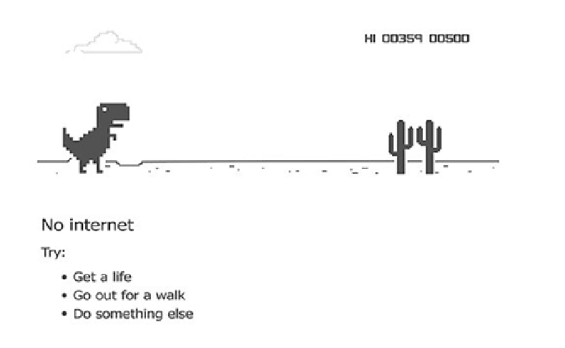 HI 00359 00500
No internet
Try:
• Get a life
• Go out for a walk
• Do something else